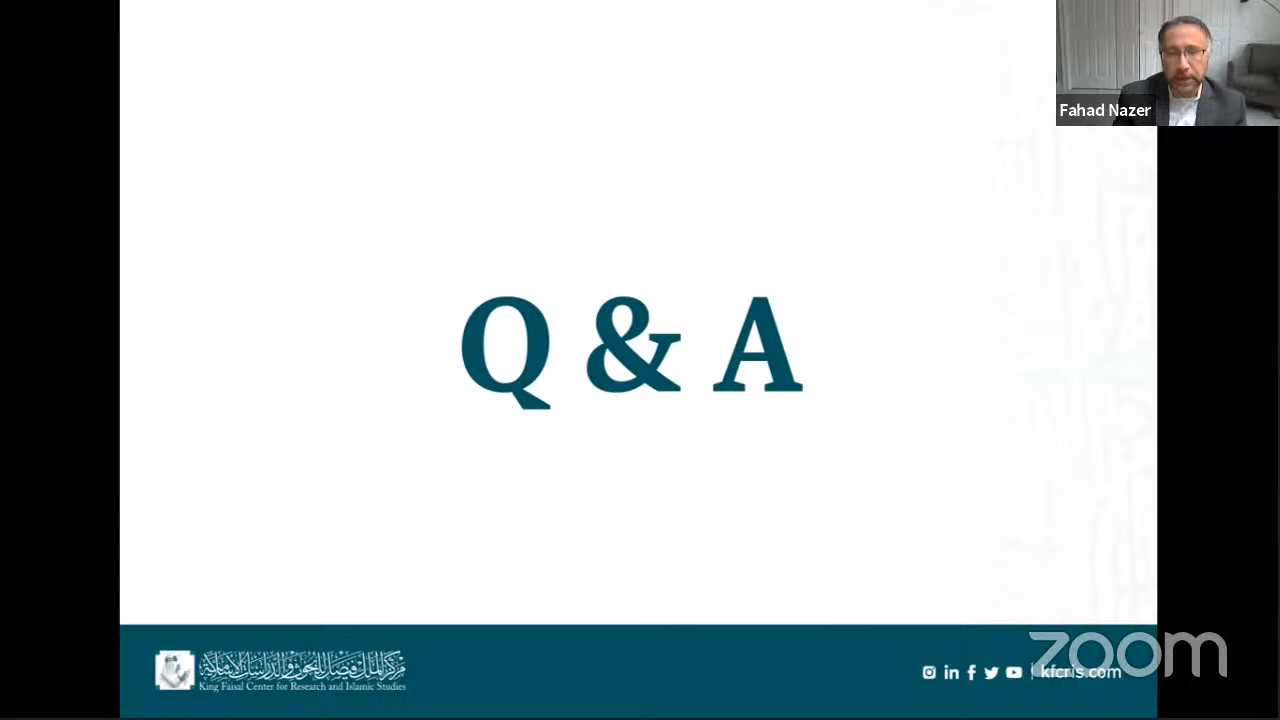 Fahad Nazer
Q & A
مركز الملك فيصل للبحوث والدراسات الإسلامية
King Faisal Center for Research and Islamic Studies
| kfcris.com
zoom